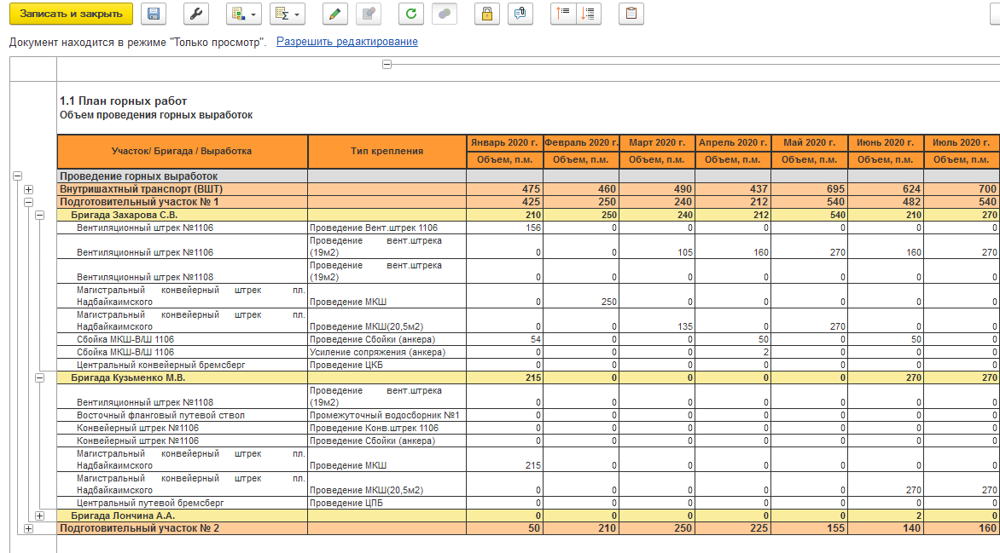 Записать и закрыть
Документ находится в режиме "Только просмотр". Разрешить редактирование
1.1 План горных работ
Объем проведения горных выработок
Участок/ Бригада / Выработка Тип крепления Январь 2020 г. Февраль 2020 г. Март 2020 г. Апрель 2020 г. Май 2020 г. Июнь 2020 г. Июль 2020 г.
Объем, п.м. Объем, п.м. Объем, п.м. Объем, п.м. Объем, п.м. Объем, п.м. Объем, п.м.
Проведение горных выработок
Внутришахтный транспорт (ВШТ) 475 460 490 437 695 624 700
Подготовительный участок № 1 425 250 240 212 540 482 540
Бригада Захарова С.В. 210 250 240 212 540 210 270
Вентиляционный штрек №1106 Проведение Вент.штрек 1106 156 0 0 0 0 0 0
Проведение вент.штрека
Вентиляционный штрек №1106 (19м2) 0 0 105 160 270 160 270
Проведение вент.штрека
Вентиляционный штрек №1108 (19м2) 0 0 0 0 0 0 0
Магистральный конвейерный штрек пл.
Надбайкаимского Проведение МКШ 0 250 0 0 0 0 0
Магистральный конвейерный штрек пл.
Надбайкаимского Проведение МКШ(20,5м2) 0 0 135 0 270 0 0
Сбойка МКШ-В/Ш 1106 Проведение Сбойки (анкера) 54 0 0 50 0 50 0
Сбойка МКШ-В/Ш 1106 Усиление сопряжения (анкера) 0 0 0 2 0 0 0
Центральный конвейерный бремсберг Проведение ЦКБ 0 0 0 0 0 0 0
Бригада Кузьменко М.В. 215 0 0 0 0 270 270
Проведение вент.штрека
Вентиляционный штрек №1108 (19м2) 0 0 0 0 0 0 0
Восточный фланговый путевой ствол Промежуточный водосборник №1 0 0 0 0 0 0 0
Конвейерный штрек №1106 Проведение Конв.штрек 1106 0 0 0 0 0 0 0
Конвейерный штрек №1106 Проведение Сбойки (анкера) 0 0 0 0 0 0 0
Магистральный конвейерный штрек пл.
Надбайкаимского Проведение МКШ 215 0 0 0 0 0 0
Магистральный конвейерный штрек пл.
Надбайкаимского Проведение МКШ(20,5м2) 0 0 0 0 0 270 270
Центральный путевой бремсберг Проведение ЦПБ 0 0 0 0 0 0 0
Бригада Лончина А.А. 0 0 0 0 0 2 0
Подготовительный участок № 2 50 210 250 225 155 140 160